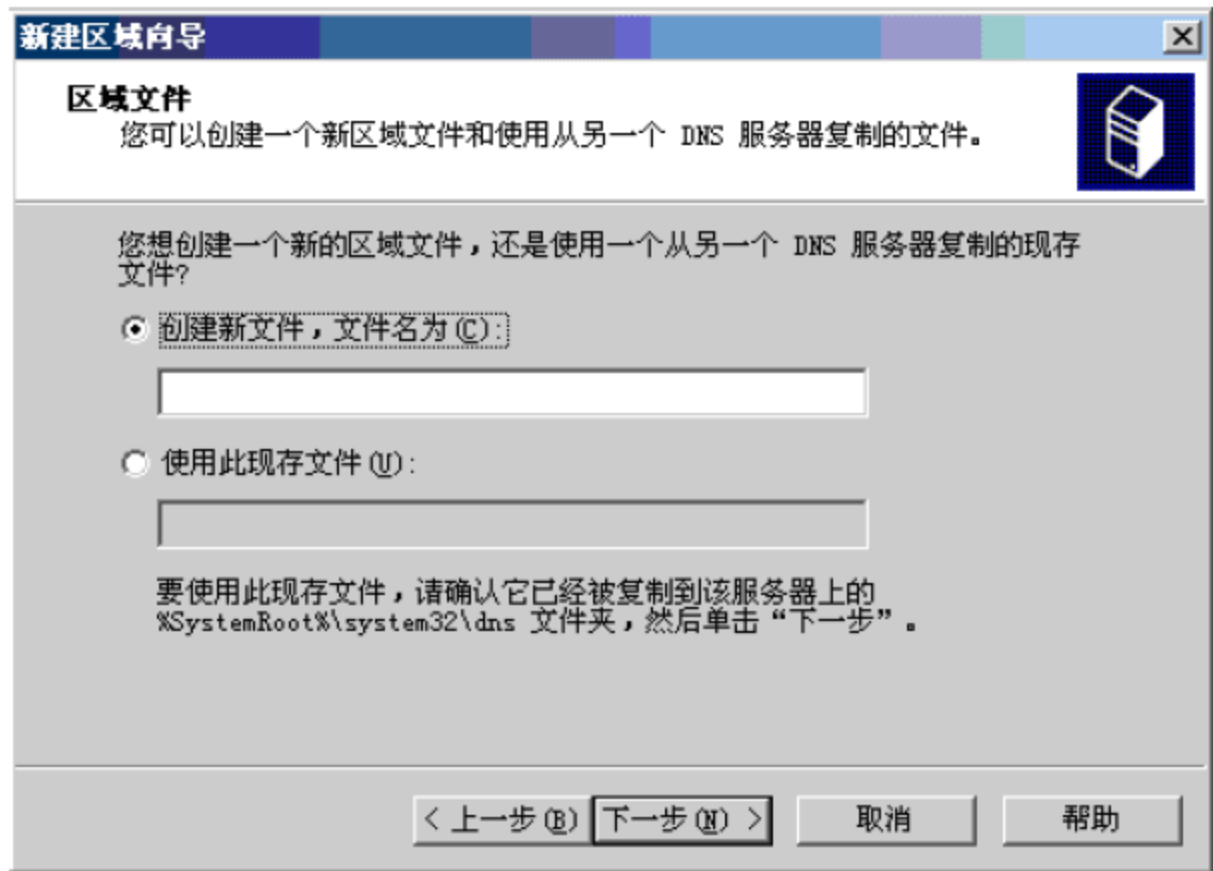 新建区域向导
区域文件
您可以创建一个新区域文件和使用从另一个 DNS 服务器复制的文件。
您想创建一个新的区域文件，还是使用一个从另一个 DNS 服务器复制的现存
文件?
创建新文件，文件名为(C):
使用此现存文件(U):
要使用此现存文件，请确认它已经被复制到该服务器上的
%SystemRoot%\system32\dns 文件夹，然后单击“下一步”。
< 上一步(B) 下一步(N) > 取消 帮助